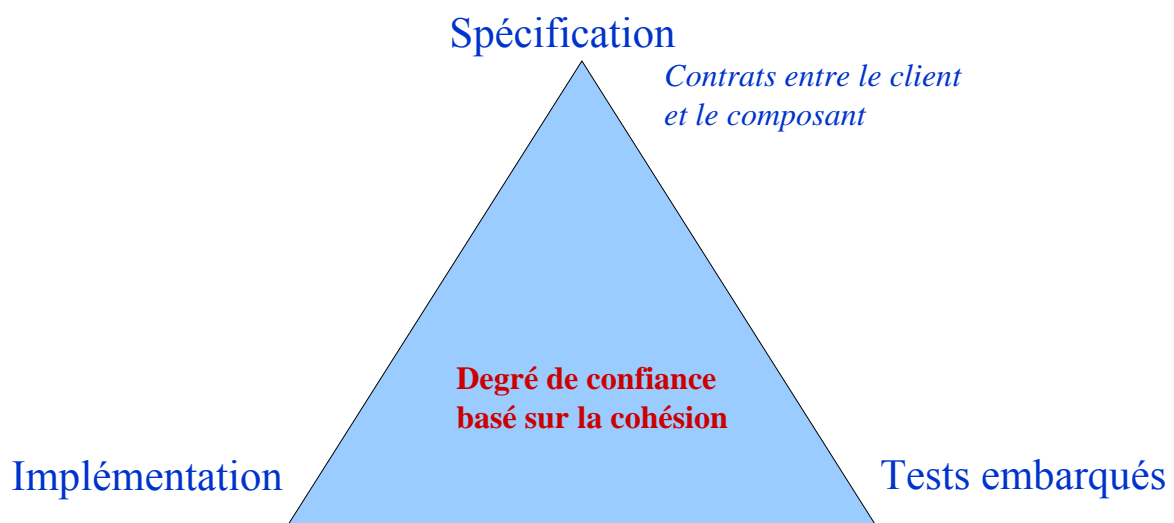 Spécification
Contrats entre le client
et le composant
Degré de confiance
basé sur la cohésion
Implémentation
Tests embarqués